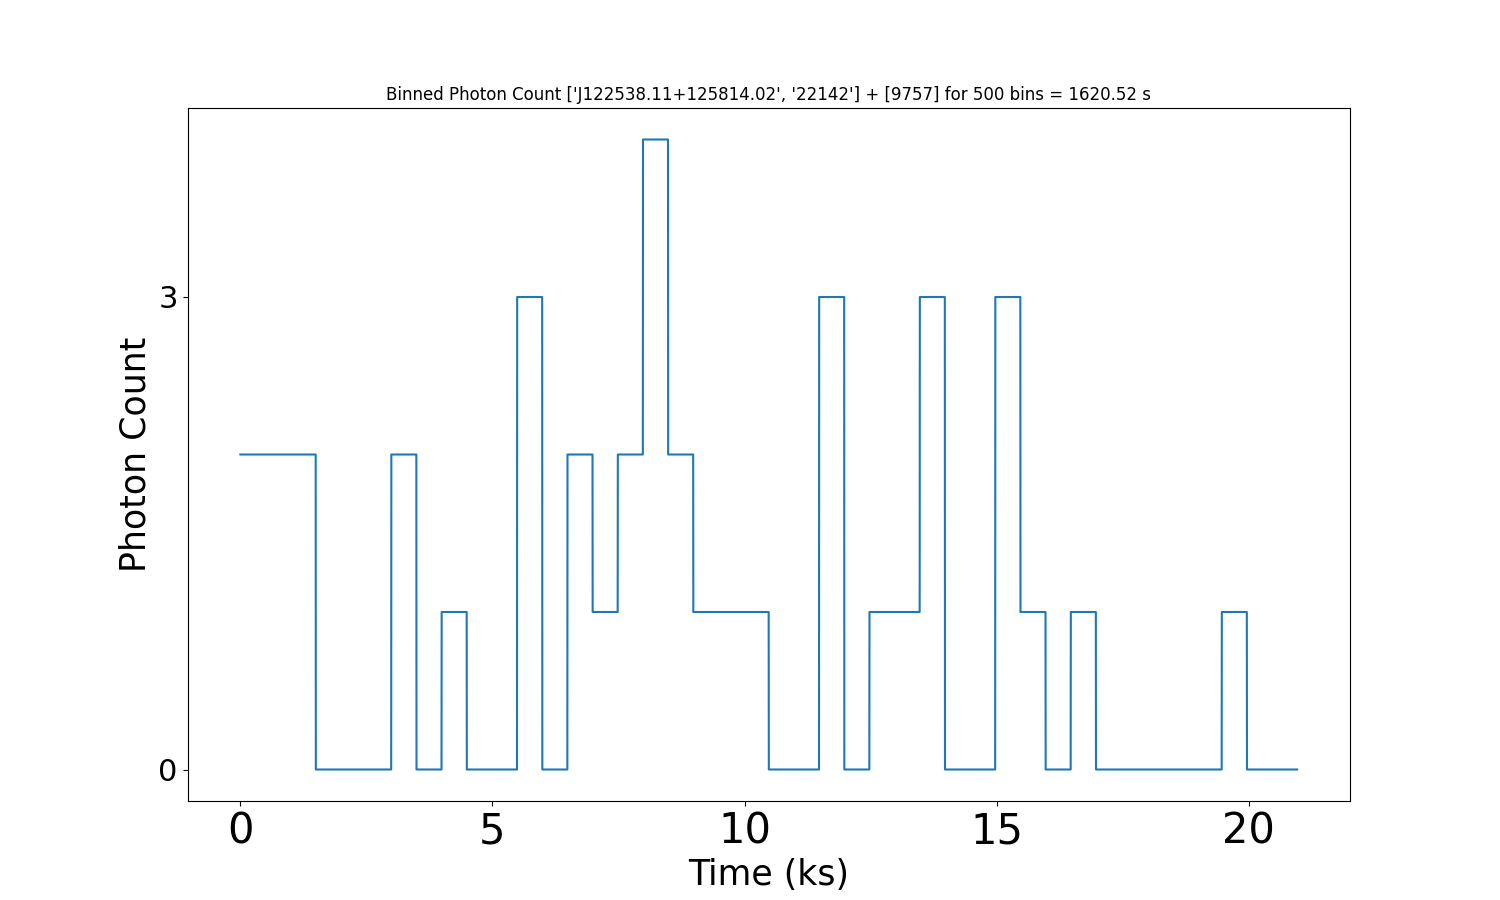 Binned Photon Count ['J122538.11+125814.02', '22142'] + [9757] for 500 bins = 1620.52 s
Photon Count
3
0
0 5 10 15 20
Time (ks)